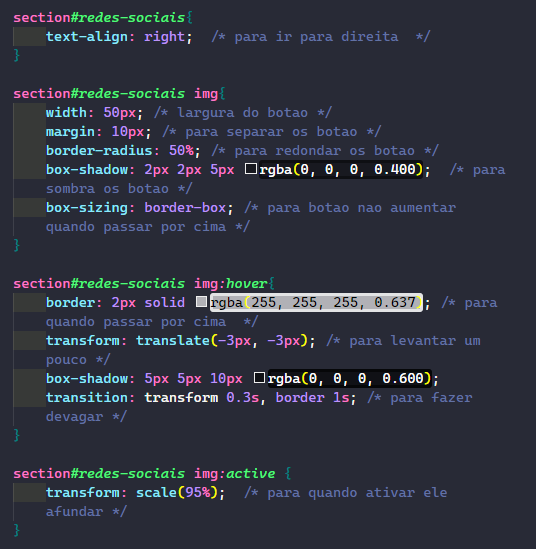 section#redes-sociais{
text-align: right;  /* para ir para direita  */
}
section#redes-sociais img{
width: 50px; /* largura do botao */
margin: 10px; /* para separar os botao */
border-radius: 50%; /* para redondar os botao */
box-shadow: 2px 2px 5px rgba(0, 0, 0, 0.400);  /* para
sombra os botao */
box-sizing: border-box; /* para botao nao aumentar
quando passar por cima */
}
section#redes-sociais img:hover{
border: 2px solid rgba(255, 255, 255, 0.637); /* para
quando passar por cima  */
transform: translate(-3px, -3px); /* para levantar um
pouco */
box-shadow: 5px 5px 10px rgba(0, 0, 0, 0.600);
transition: transform 0.3s, border 1s; /* para fazer
devagar */
}
section#redes-sociais img:active {
transform: scale(95%);  /* para quando ativar ele
afundar */
}